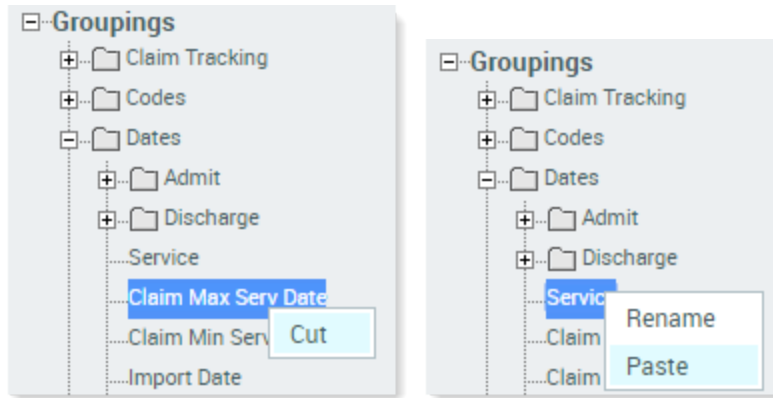 Groupings
Claim Tracking
Codes
Dates
Admit
Discharge
Service
Claim Max Serv Date
Claim Min Serv
Cut
Import Date
Groupings
Claim Tracking
Codes
Dates
Admit
Discharge
Servic
Rename
Claim
Paste
Claim